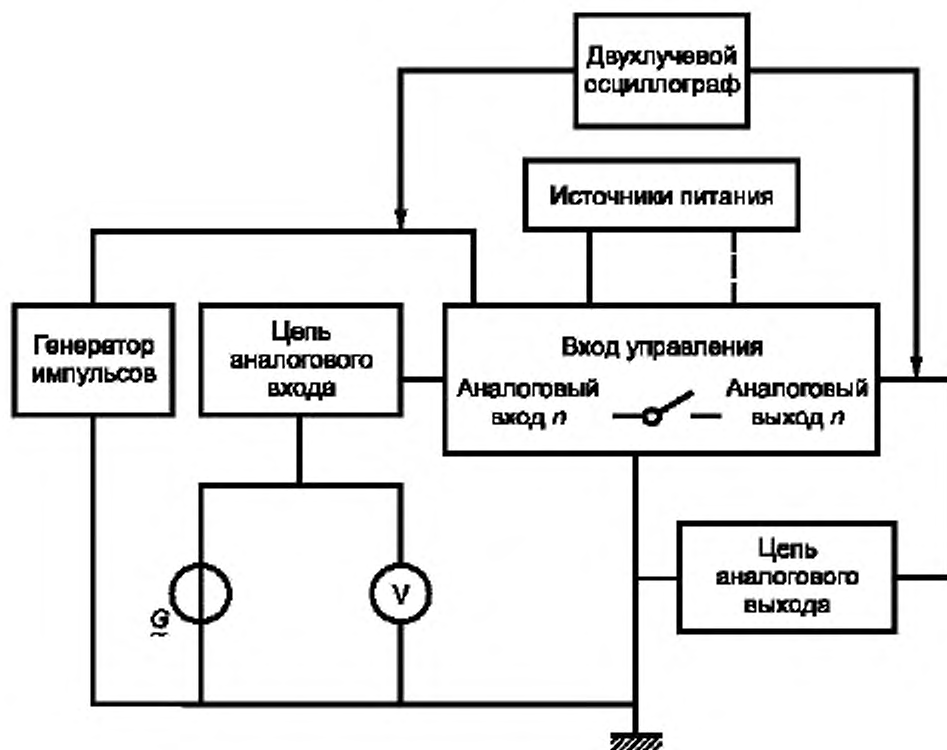 Двухлучевой
осциллограф
Источники питания
Генератор
импульсов
Цепь
аналогового
входа
Вход управления
Аналоговый
вход n
Аналоговый
выход n
G
V
Цепь
аналогового
выхода